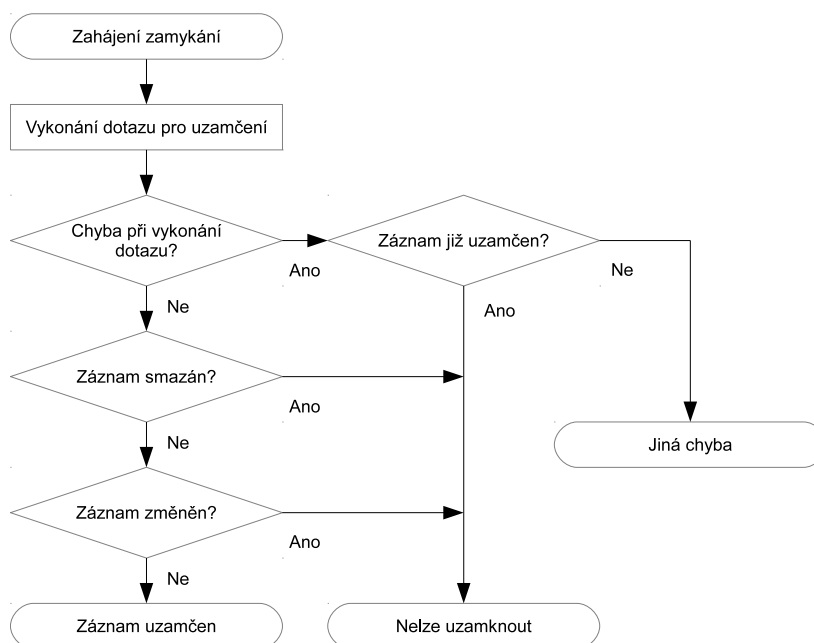 Zahájení zamykání
Vykonání dotazu pro uzamčení
Chyba při vykonání
dotazu?
Ano
Záznam již uzamčen?
Ne
Ne
Ano
Záznam smazán?
Ano
Ne
Jiná chyba
Záznam změněn?
Ano
Ne
Záznam uzamčen
Nelze uzamknout